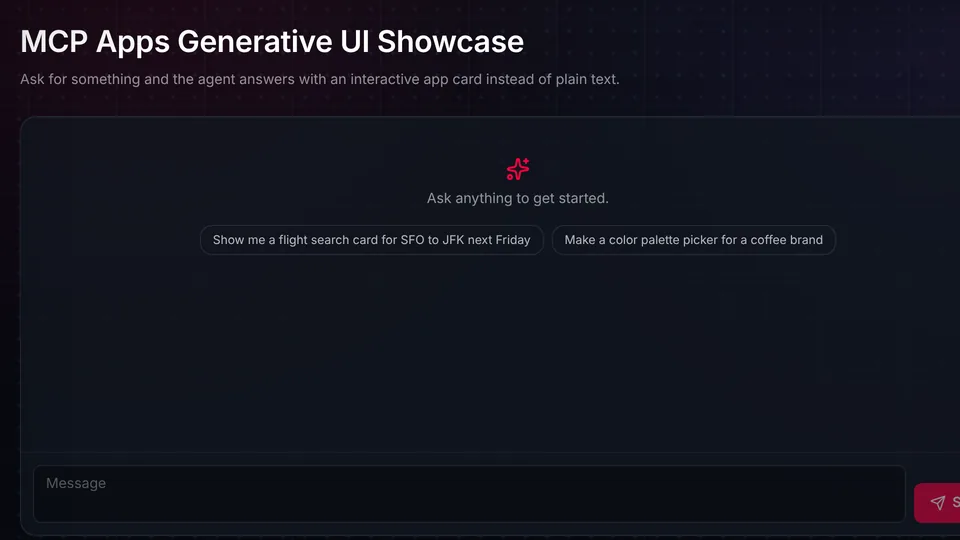 MCP Apps Generative UI Showcase
Ask for something and the agent answers with an interactive app card instead of plain text.
Ask anything to get started.
Show me a flight search card for SFO to JFK next Friday
Make a color palette picker for a coffee brand
Message
S